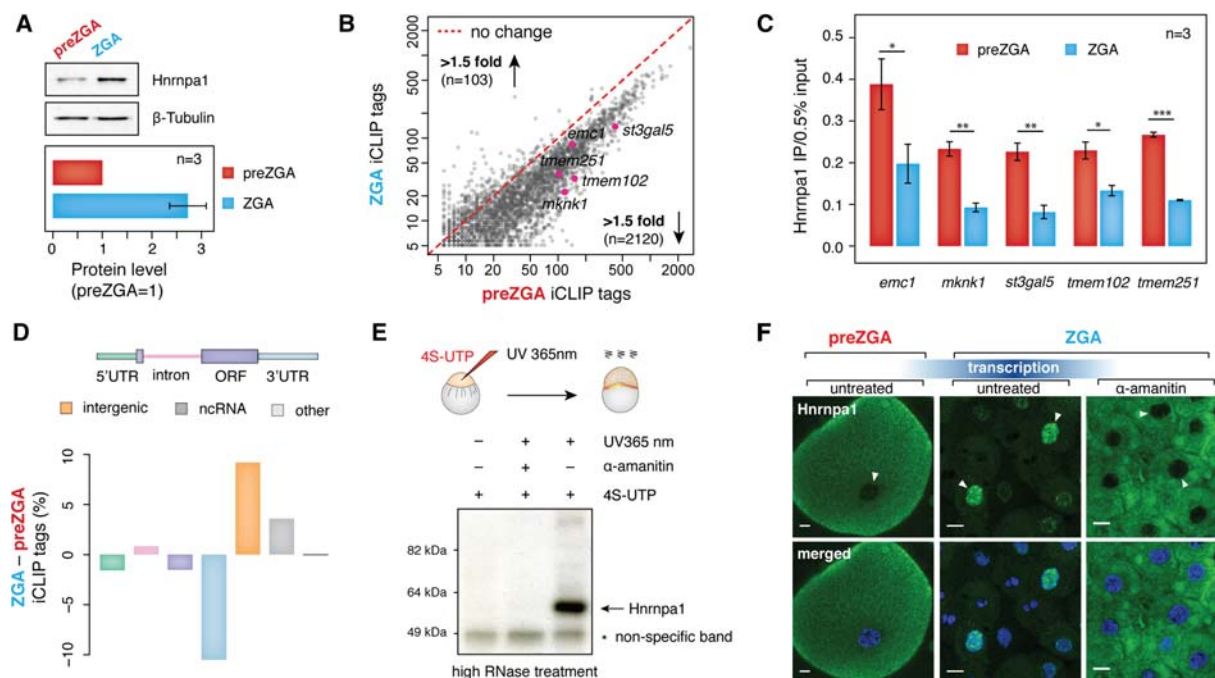 A
preZGA
ZGA
Hnrnpa1
β-Tubulin
n=3
preZGA
ZGA
0 1 2 3
Protein level
(preZGA=1)
B
no change
>1.5 fold
(n=103)
emc1
st3gal5
tmem251
tmem102
mknk1
>1.5 fold
(n=2120)
ZGA iCLIP tags
2000
500
200
100
50
20
10
5
5 10 20 50 100 500 2000
preZGA iCLIP tags
C
n=3
preZGA ZGA
Hnrnpa1 IP/0.5% input
0.5
0.4
0.3
0.2
0.1
0.0
* ** ** * ***
emc1 mknk1 st3gal5 tmem102 tmem251
D
5'UTR intron ORF 3'UTR
intergenic ncRNA other
ZGA – preZGA
iCLIP tags (%)
10
5
0
−5
−10
E
4S-UTP UV 365nm
– + + UV365 nm
– + – α-amanitin
+ + + 4S-UTP
82 kDa
64 kDa
49 kDa
Hnrnpa1
* non-specific band
high RNase treatment
F
preZGA ZGA
transcription
untreated untreated α-amanitin
Hnrnpa1
merged